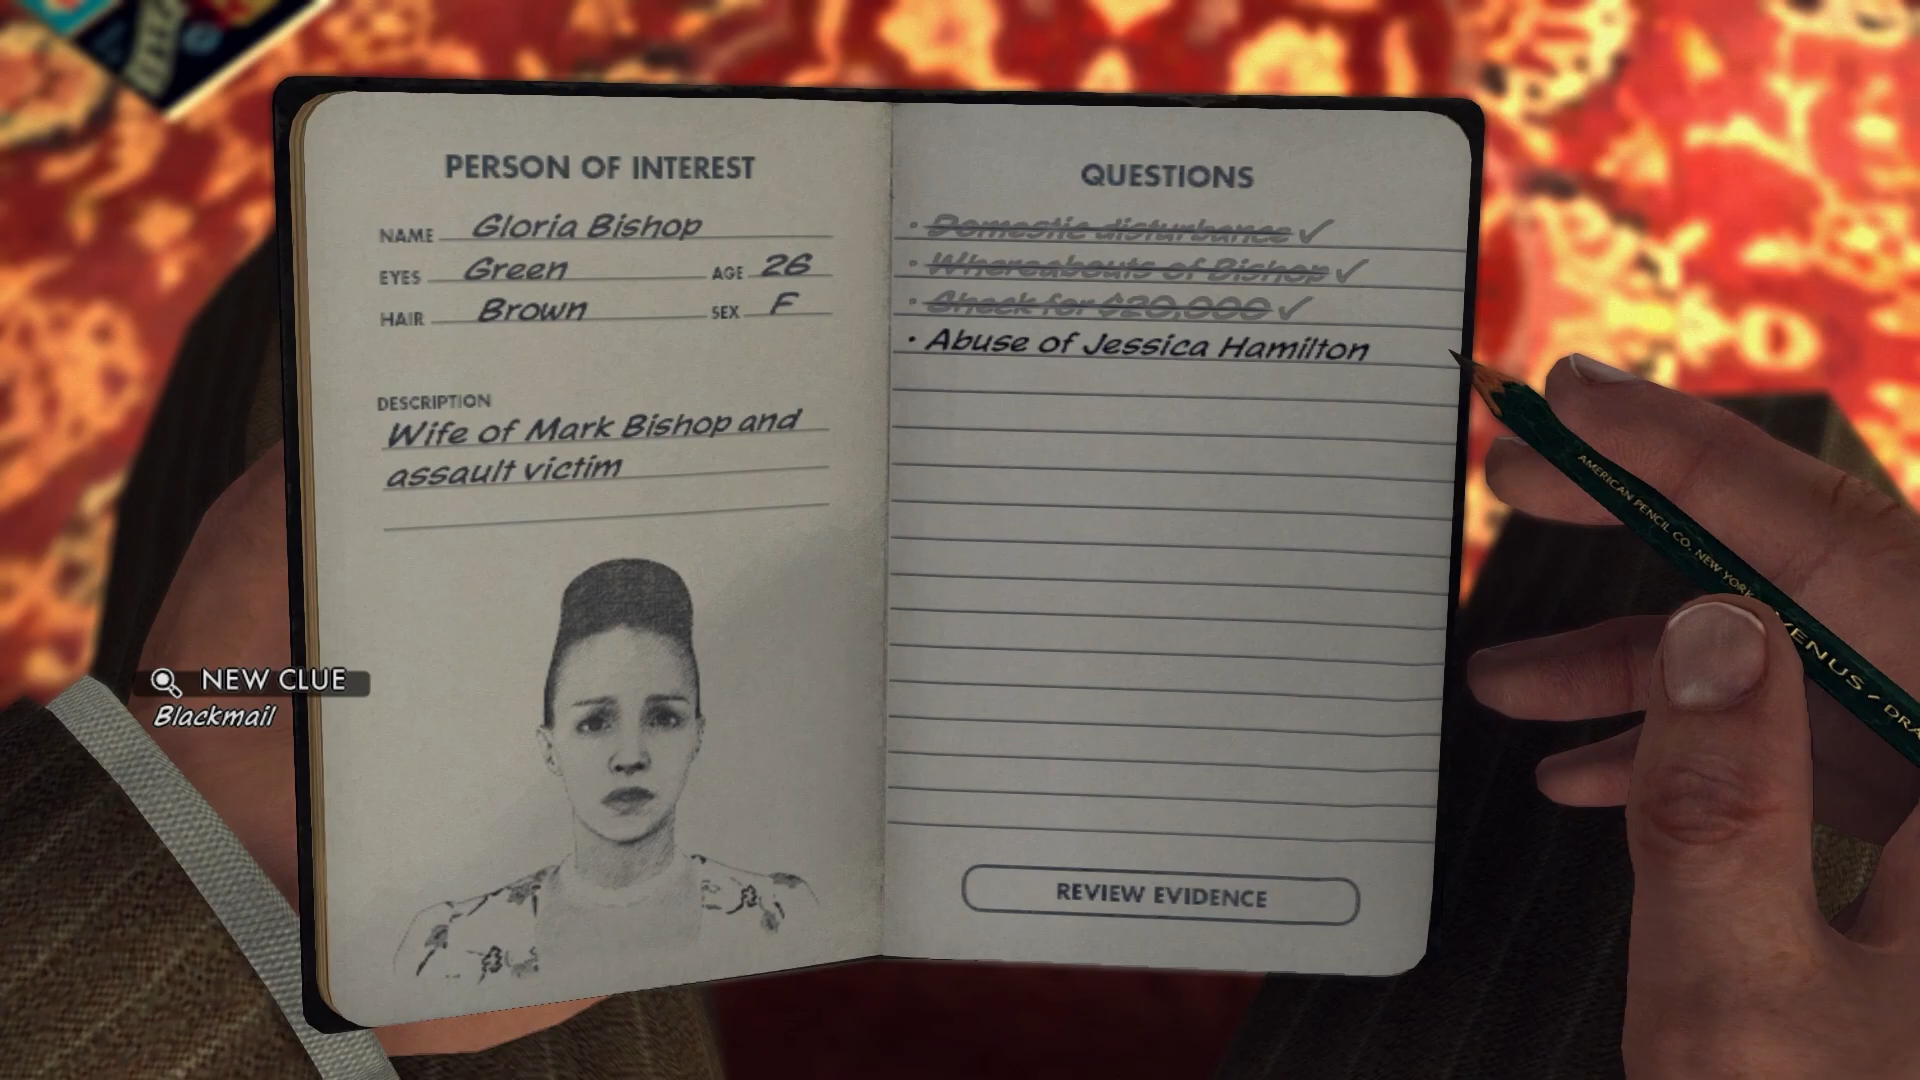 PERSON OF INTEREST
NAME Gloria Bishop
EYES Green AGE 26
HAIR Brown SEX F
DESCRIPTION
Wife of Mark Bishop and
assault victim
QUESTIONS
• Domestic disturbance ✓
• Whereabouts of Bishop ✓
• Check for $20,000 ✓
• Abuse of Jessica Hamilton
REVIEW EVIDENCE
NEW CLUE
Blackmail
AMERICAN PENCIL CO. NEW YORK
VENUS